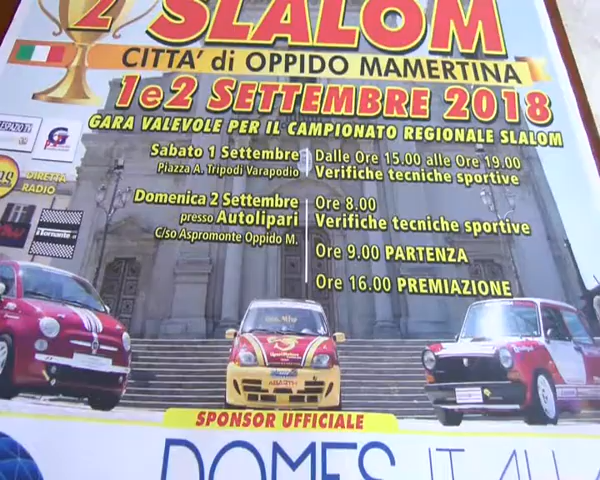 2° SLALOM
CITTA' di OPPIDO MAMERTINA
1 e 2 SETTEMBRE 2018
GARA VALEVOLE PER IL CAMPIONATO REGIONALE SLALOM
Sabato 1 Settembre
Piazza A. Tripodi Varapodio
Dalle Ore 15.00 alle Ore 19.00
Verifiche tecniche sportive
DIRETTA
RADIO
Domenica 2 Settembre
presso Autolipari
C/so Aspromonte Oppido M.
Ore 8.00
Verifiche tecniche sportive
Ore 9.00 PARTENZA
Ore 16.00 PREMIAZIONE
iTornante
ABARTH
SPONSOR UFFICIALE